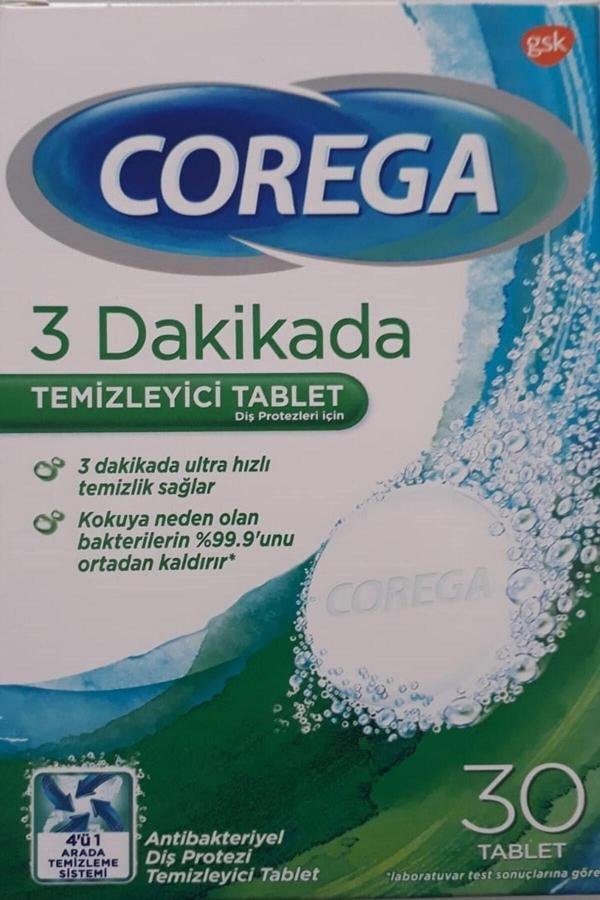 gsk
COREGA
3 Dakikada
TEMİZLEYİCİ TABLET
Diş Protezleri için
3 dakikada ultra hızlı
temizlik sağlar
Kokuya neden olan
bakterilerin %99.9'unu
ortadan kaldırır*
COREGA
4'ü 1
ARADA
TEMİZLEME
SİSTEMİ
Antibakteriyel
Diş Protezi
Temizleyici Tablet
30
TABLET
*laboratuvar test sonuçlarına göre